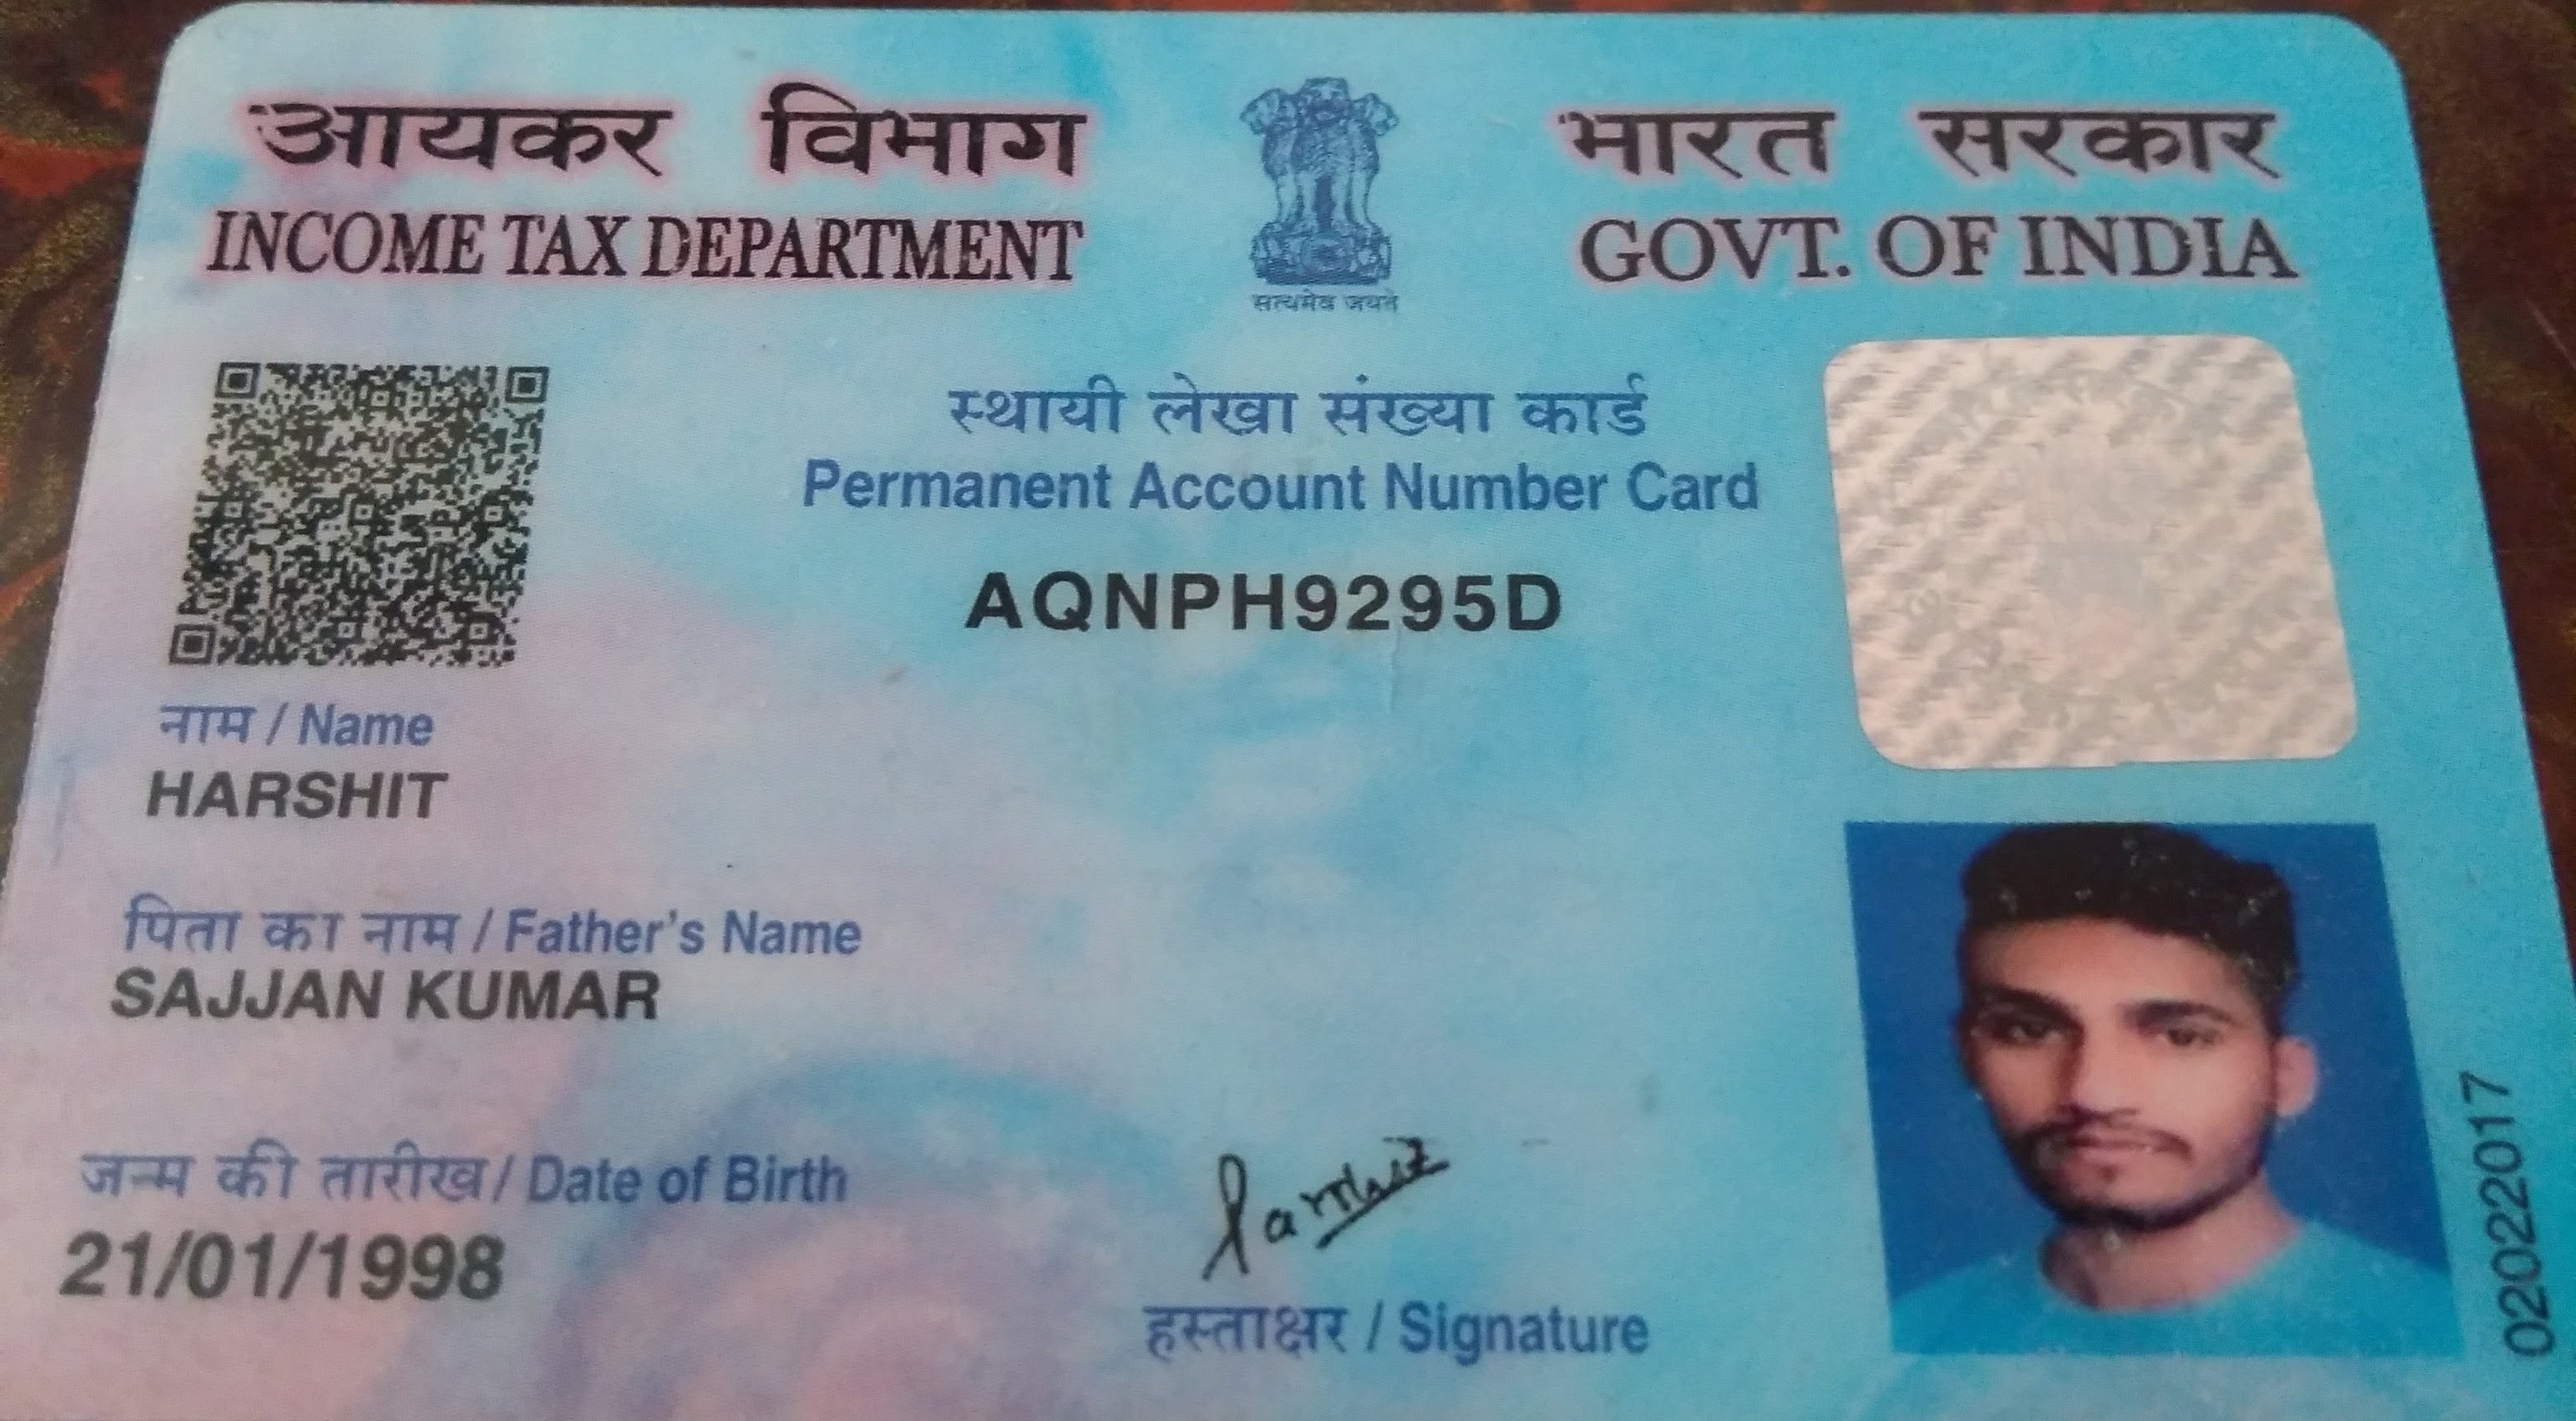 आयकर विभाग
INCOME TAX DEPARTMENT
सत्यमेव जयते
भारत सरकार
GOVT. OF INDIA
स्थायी लेखा संख्या कार्ड
Permanent Account Number Card
AQNPH9295D
नाम / Name
HARSHIT
पिता का नाम / Father's Name
SAJJAN KUMAR
जन्म की तारीख / Date of Birth
21/01/1998
हस्ताक्षर / Signature
02022017